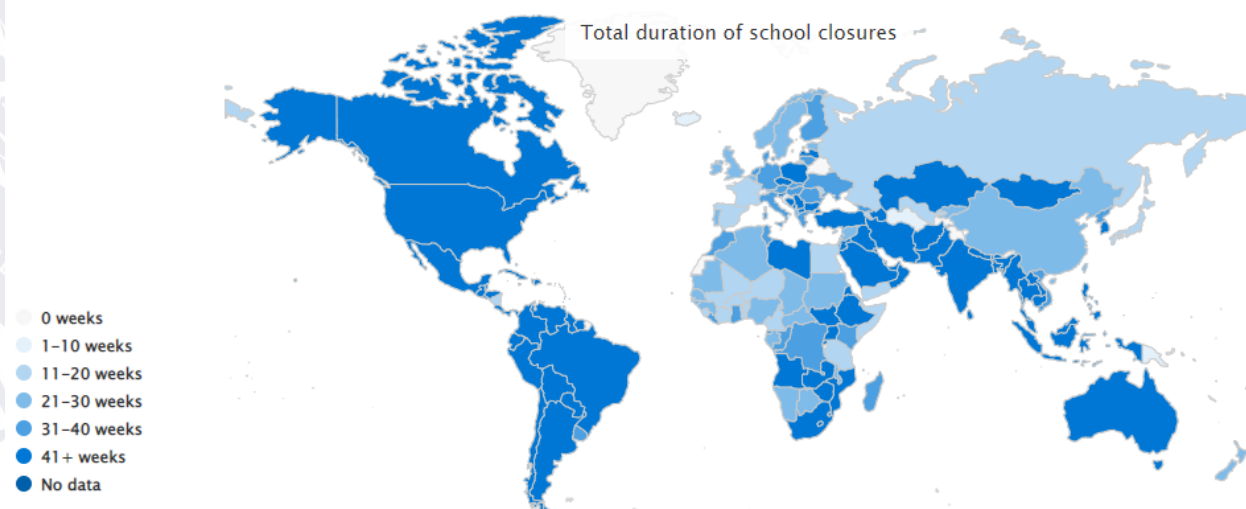 Total duration of school closures
0 weeks
1–10 weeks
11–20 weeks
21–30 weeks
31–40 weeks
41+ weeks
No data